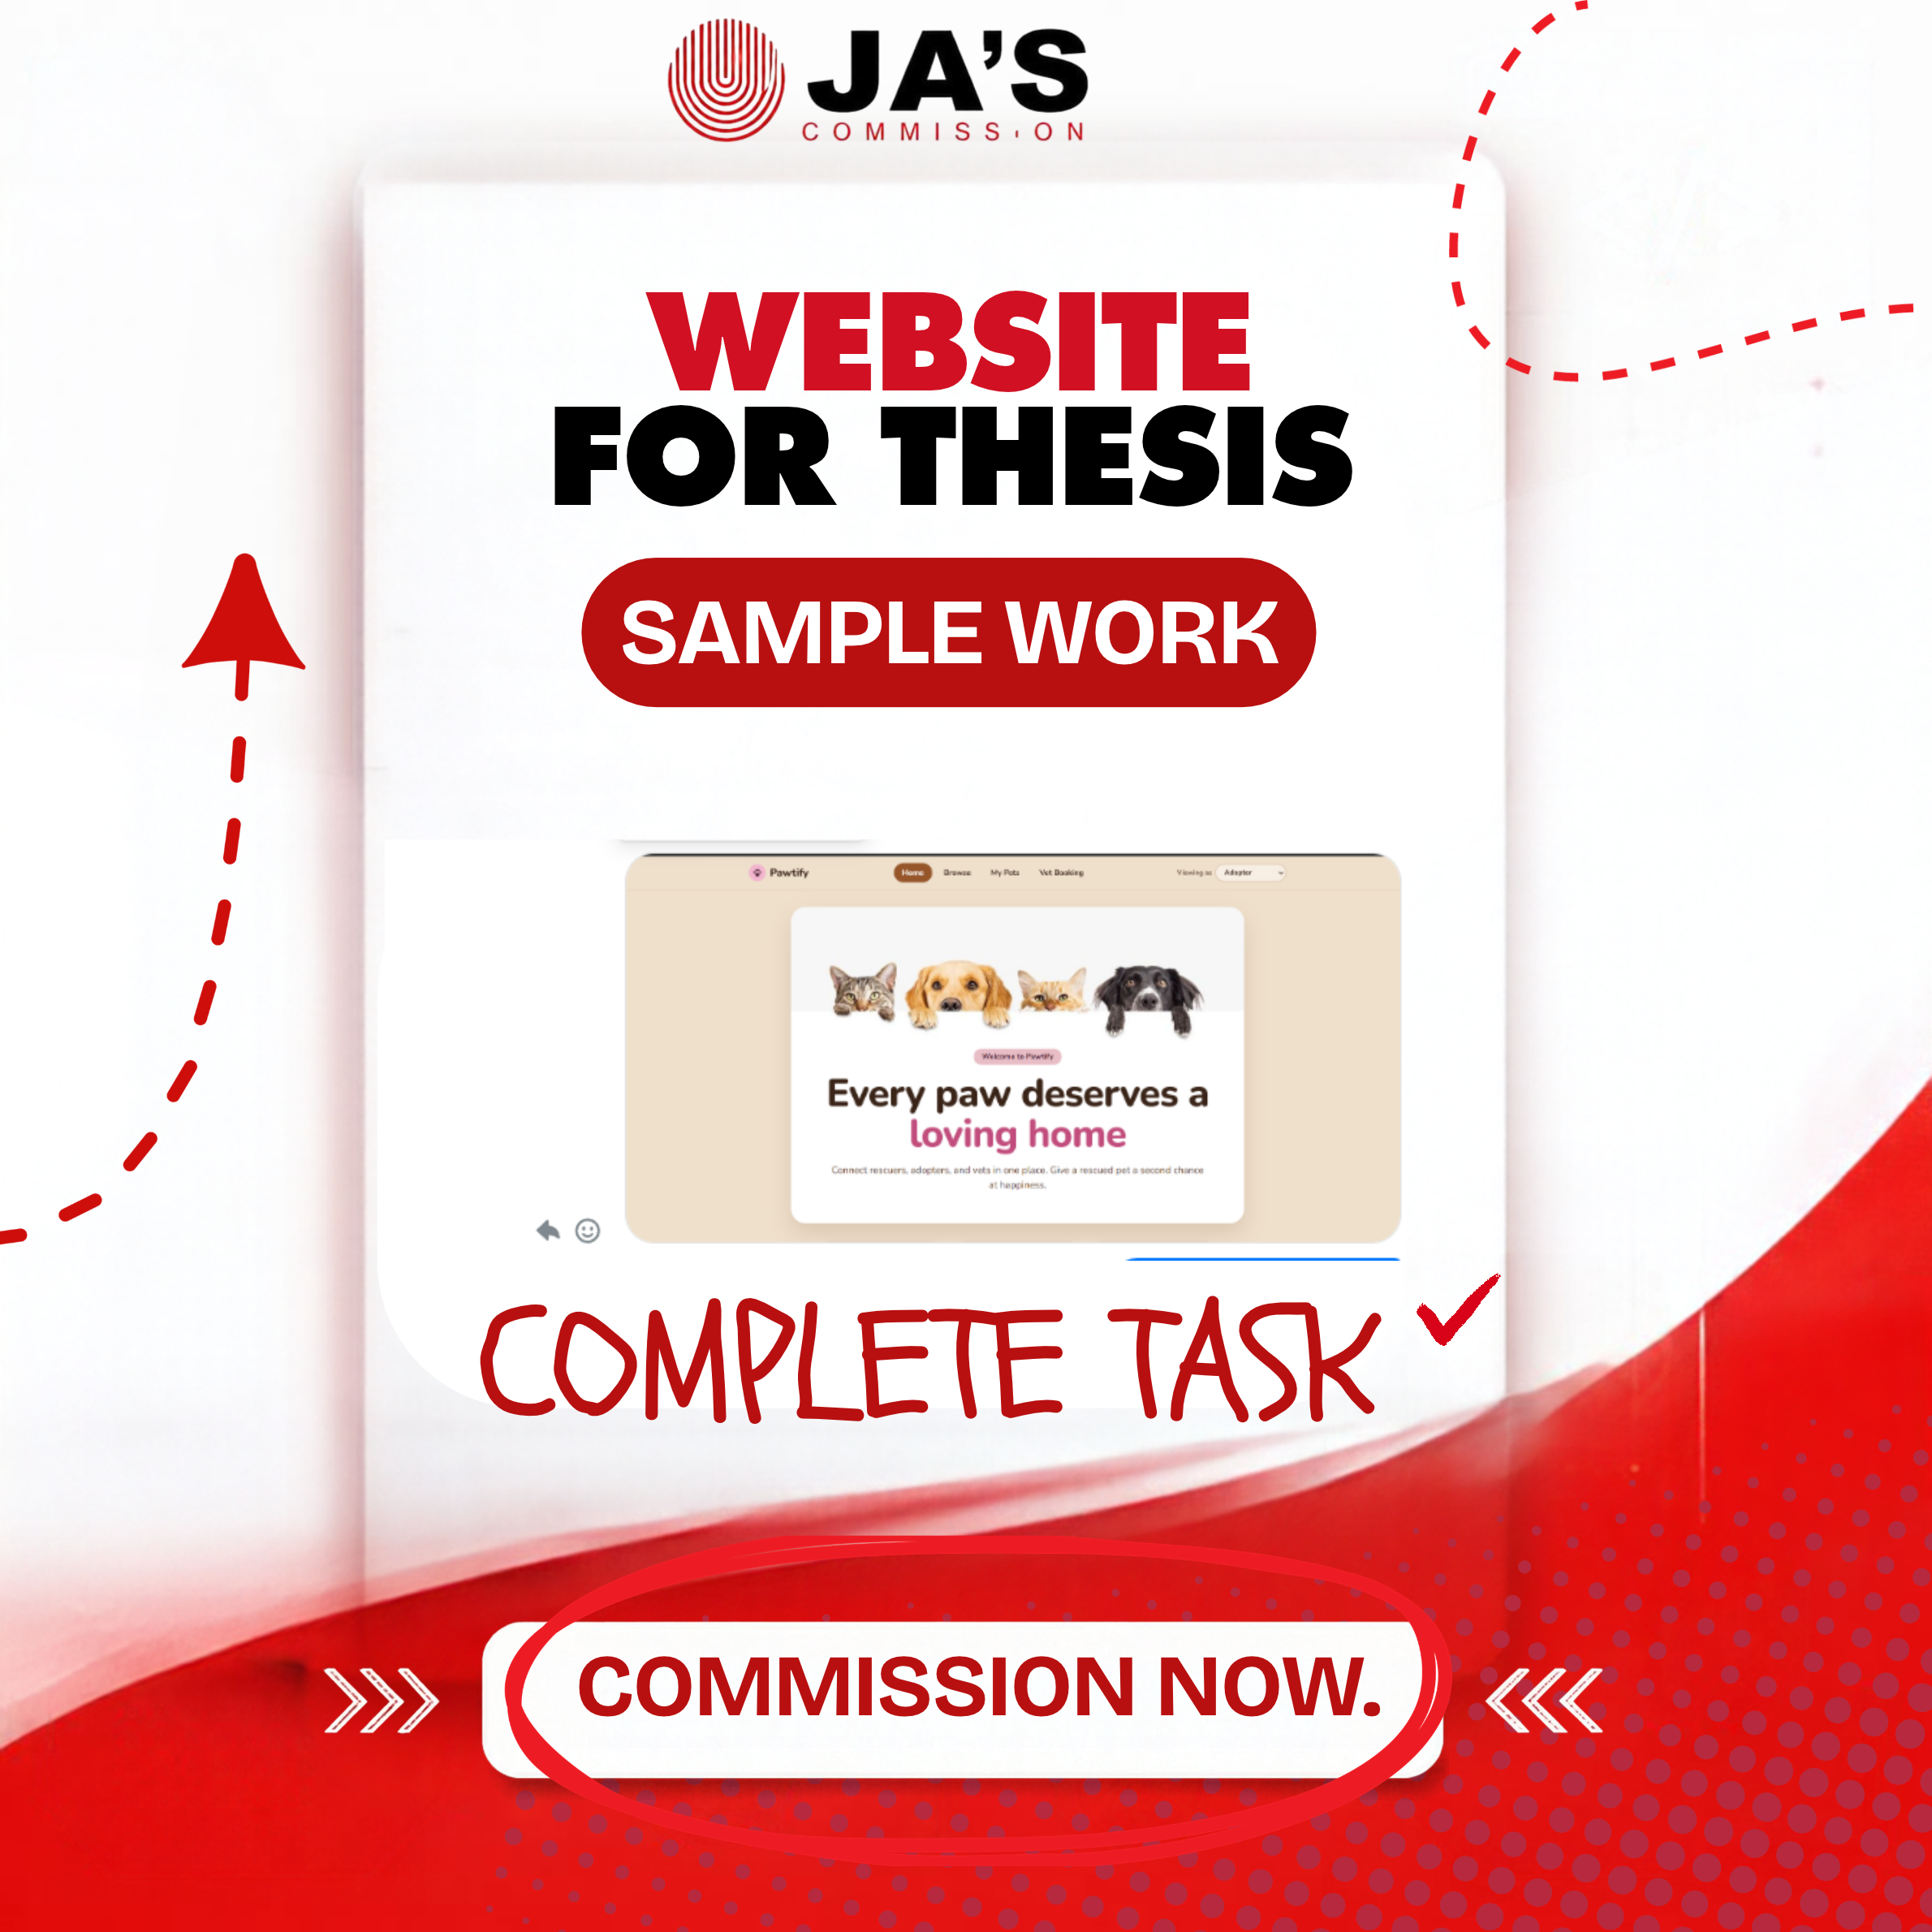 JA'S
COMMISSION
WEBSITE
FOR THESIS
SAMPLE WORK
Pawtify
Home Browse My Pets Vet Booking
Viewing as Adopter
Welcome to Pawtify
Every paw deserves a
loving home
Connect rescuers, adopters, and vets in one place. Give a rescued pet a second chance
at happiness.
COMPLETE TASK
COMMISSION NOW.